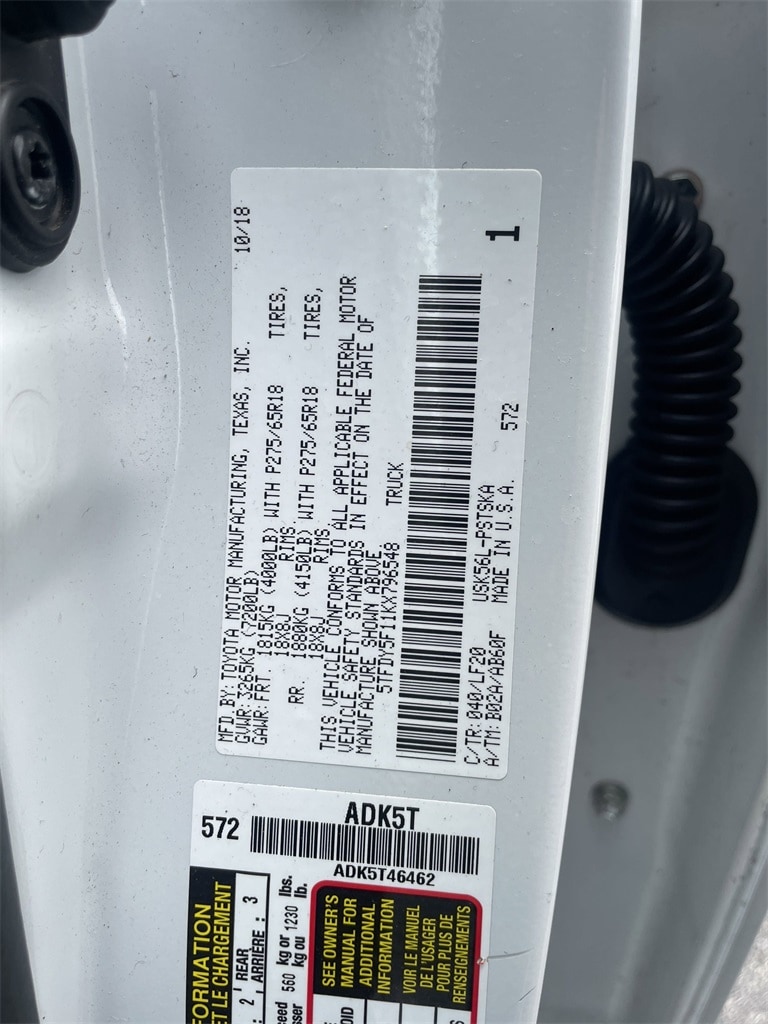 MFD BY: TOYOTA MOTOR MANUFACTURING, TEXAS, INC. 10/18
GVWR: 3265KG (7200LB)
GAWR: FRT. 1815KG (4000LB) WITH P275/65R18 TIRES,
18X8J RIMS
RR. 1880KG (4150LB) WITH P275/65R18 TIRES,
18X8J RIMS
THIS VEHICLE CONFORMS TO ALL APPLICABLE FEDERAL MOTOR
VEHICLE SAFETY STANDARDS IN EFFECT ON THE DATE OF
MANUFACTURE SHOWN ABOVE.
5TFDY5F11KX796548 TRUCK
C/TR: 040/LF20 USK56L-PSTSKA
A/TM: B02A/AB60F MADE IN U.S.A. 572
1
572
ADK5T
ADK5T46462
ORMATION
ET LE CHARGEMENT
: 2 REAR
ARRIÈRE : 3
560 kg or 1230 lbs.
kg ou lb.
SEE OWNER'S
MANUAL FOR
ADDITIONAL
INFORMATION
VOIR LE MANUEL
DE L'USAGER
POUR PLUS DE
RENSEIGNEMENTS